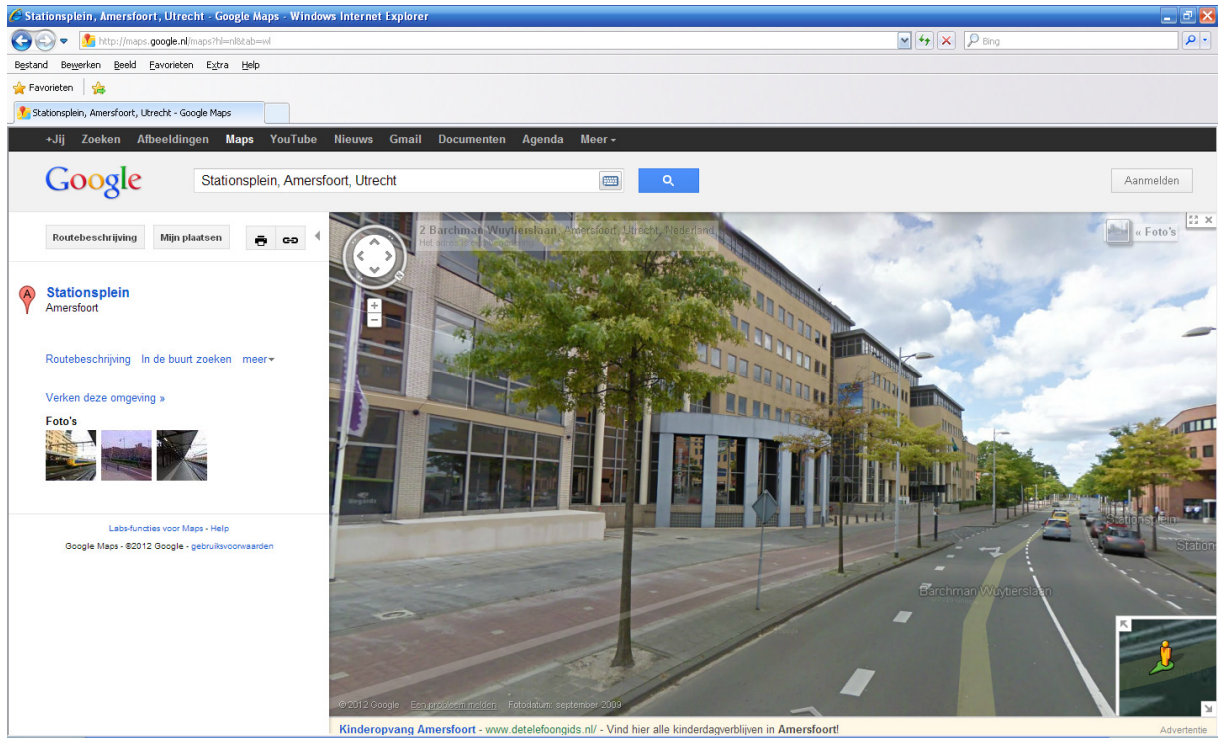 Stationsplein, Amersfoort, Utrecht - Google Maps - Windows Internet Explorer
http://maps.google.nl/maps?hl=nl&tab=wl
Bing
Bestand Bewerken Beeld Favorieten Extra Help
Favorieten
Stationsplein, Amersfoort, Utrecht - Google Maps
+Jij Zoeken Afbeeldingen Maps YouTube Nieuws Gmail Documenten Agenda Meer
Google
Stationsplein, Amersfoort, Utrecht
Aanmelden
Routebeschrijving Mijn plaatsen
2 Barchman Wuytierslaan, Amersfoort, Utrecht, Nederland
Het adres is
« Foto's
A
Stationsplein
Amersfoort
Routebeschrijving In de buurt zoeken meer
Verken deze omgeving »
Foto's
Labs-functies voor Maps - Help
Google Maps - ©2012 Google - gebruiksvoorwaarden
Stationsplein
Station
Barchman Wuytierslaan
© 2012 Google Een probleem melden Fotodatum: september 2009
Kinderopvang Amersfoort - www.detelefoongids.nl/ - Vind hier alle kinderdagverblijven in Amersfoort!
Advertentie